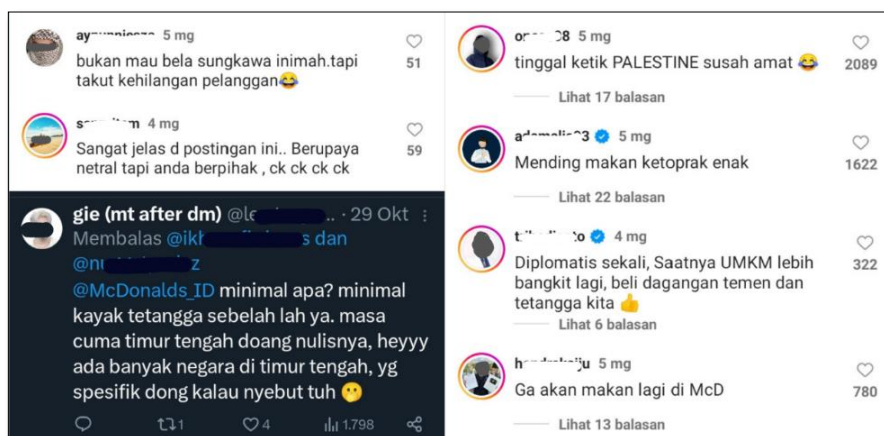 5 mg
bukan mau bela sungkawa inimah.tapi
takut kehilangan pelanggan😂
51
4 mg
Sangat jelas d postingan ini.. Berupaya
netral tapi anda berpihak , ck ck ck ck
59
gie (mt after dm) @le ... · 29 Okt
Membalas @ikh s dan
@nu z
@McDonalds_ID minimal apa? minimal
kayak tetangga sebelah lah ya. masa
cuma timur tengah doang nulisnya, heyyy
ada banyak negara di timur tengah, yg
spesifik dong kalau nyebut tuh 🫢
1 4 1.798
5 mg
tinggal ketik PALESTINE susah amat 😂
2089
Lihat 17 balasan
5 mg
Mending makan ketoprak enak
1622
Lihat 22 balasan
4 mg
Diplomatis sekali, Saatnya UMKM lebih
bangkit lagi, beli dagangan temen dan
tetangga kita 👍
322
Lihat 6 balasan
5 mg
Ga akan makan lagi di McD
780
Lihat 13 balasan